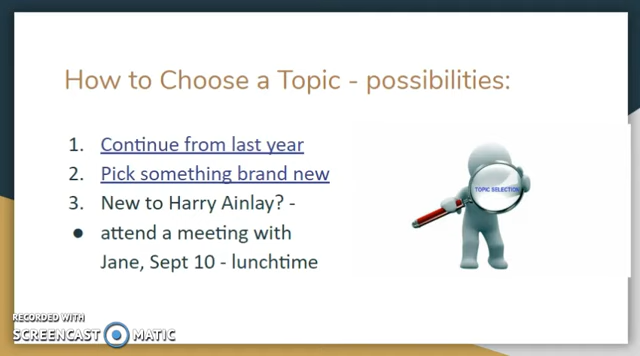 How to Choose a Topic - possibilities:
1. Continue from last year
2. Pick something brand new
3. New to Harry Ainlay? -
● attend a meeting with
Jane, Sept 10 - lunchtime
TOPIC SELECTION
RECORDED WITH
SCREENCAST MATIC